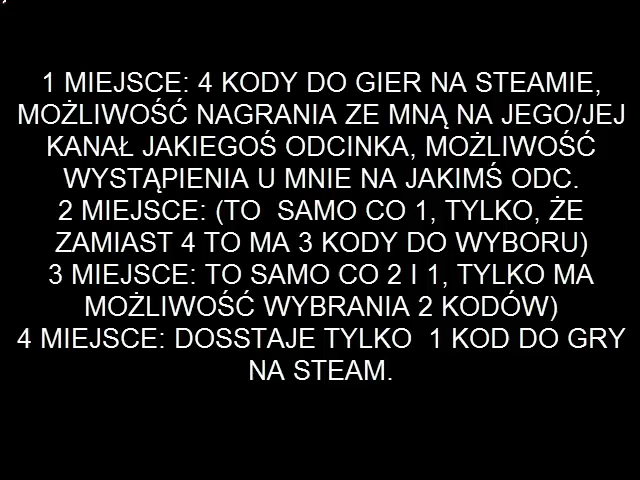 1 MIEJSCE: 4 KODY DO GIER NA STEAMIE,
MOŻLIWOŚĆ NAGRANIA ZE MNĄ NA JEGO/JEJ
KANAŁ JAKIEGOŚ ODCINKA, MOŻLIWOŚĆ
WYSTĄPIENIA U MNIE NA JAKIMŚ ODC.
2 MIEJSCE: (TO  SAMO CO 1, TYLKO, ŻE
ZAMIAST 4 TO MA 3 KODY DO WYBORU)
3 MIEJSCE: TO SAMO CO 2 I 1, TYLKO MA
MOŻLIWOŚĆ WYBRANIA 2 KODÓW)
4 MIEJSCE: DOSSTAJE TYLKO  1 KOD DO GRY
NA STEAM.